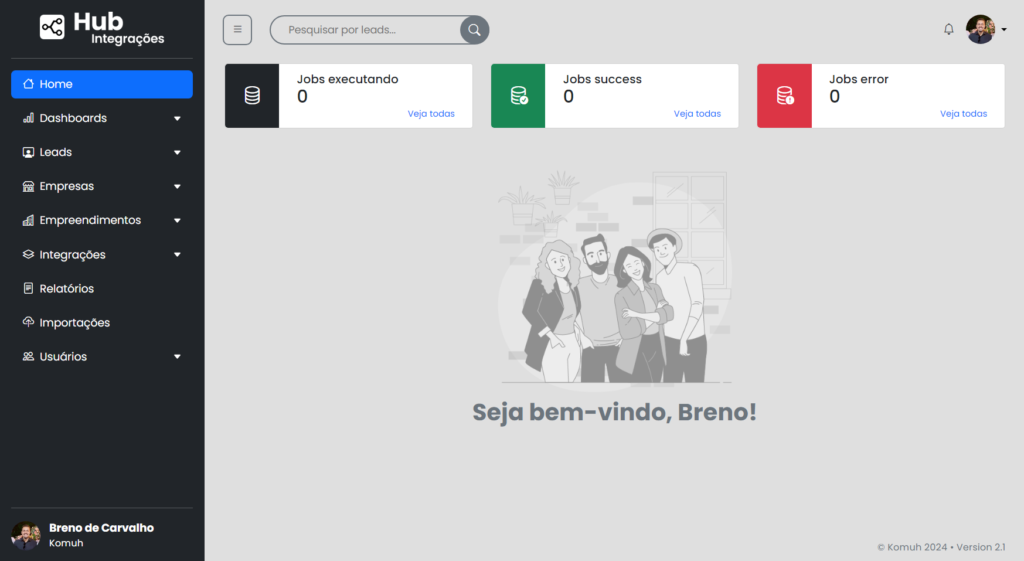 Hub
Integrações
Home
Dashboards
Leads
Empresas
Empreendimentos
Integrações
Relatórios
Importações
Usuários
Breno de Carvalho
Komuh
Pesquisar por leads...
Jobs executando
0
Veja todas
Jobs success
0
Veja todas
Jobs error
0
Veja todas
Seja bem-vindo, Breno!
© Komuh 2024 • Version 2.1